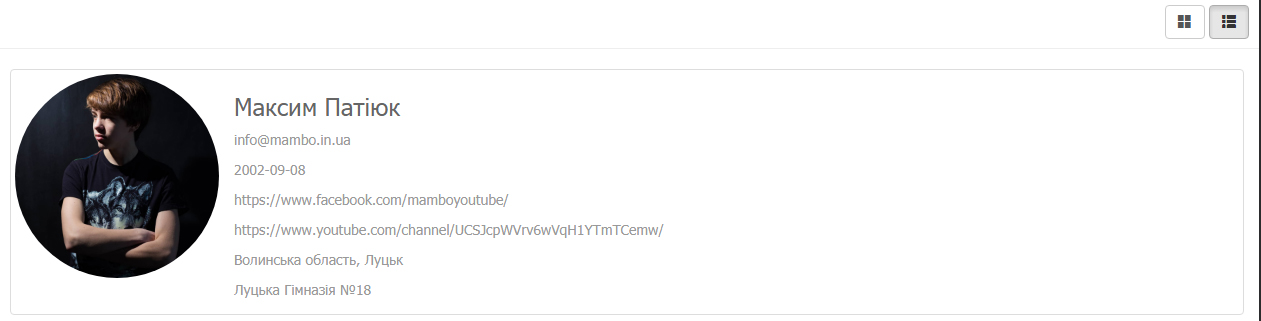 Максим Патіюк
info@mambo.in.ua
2002-09-08
https://www.facebook.com/mamboyoutube/
https://www.youtube.com/channel/UCSJcpWVrv6wVqH1YTmTCemw/
Волинська область, Луцьк
Луцька Гімназія №18